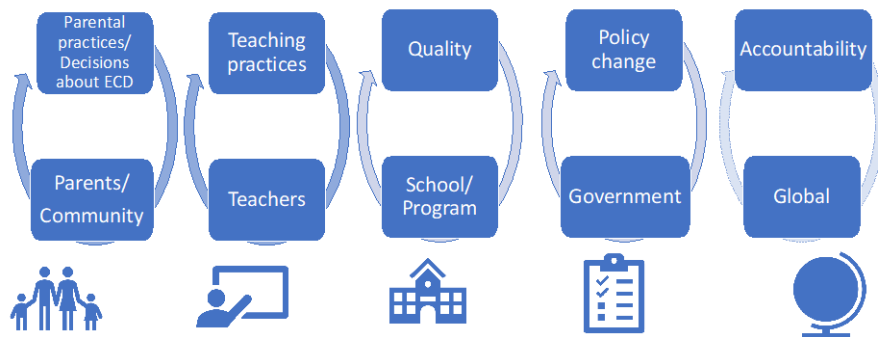 Parental
practices/
Decisions
about ECD
Teaching
practices
Quality
Policy
change
Accountability
Parents/
Community
Teachers
School/
Program
Government
Global